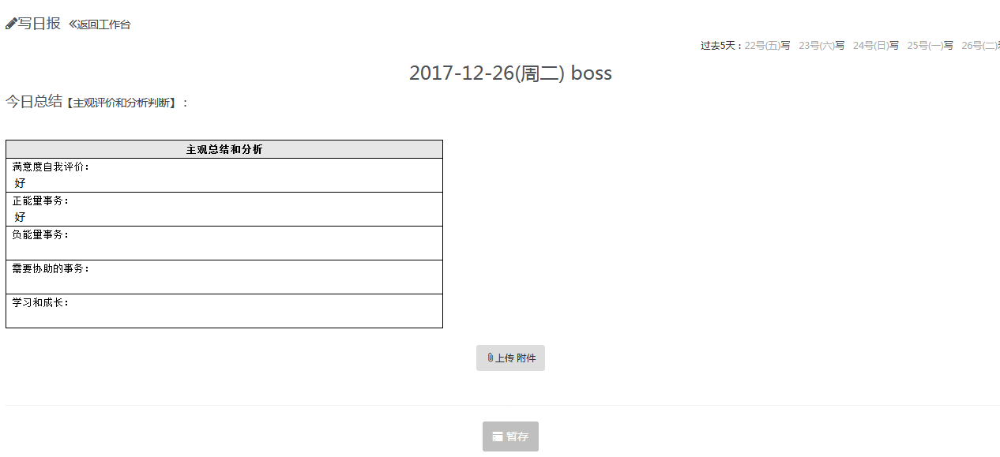 写日报 «返回工作台
过去5天：22号(五)写 23号(六)写 24号(日)写 25号(一)写 26号(二)
2017-12-26(周二) boss
今日总结【主观评价和分析判断】：
主观总结和分析
满意度自我评价：
好
正能量事务：
好
负能量事务：
需要协助的事务：
学习和成长：
上传 附件
暂存